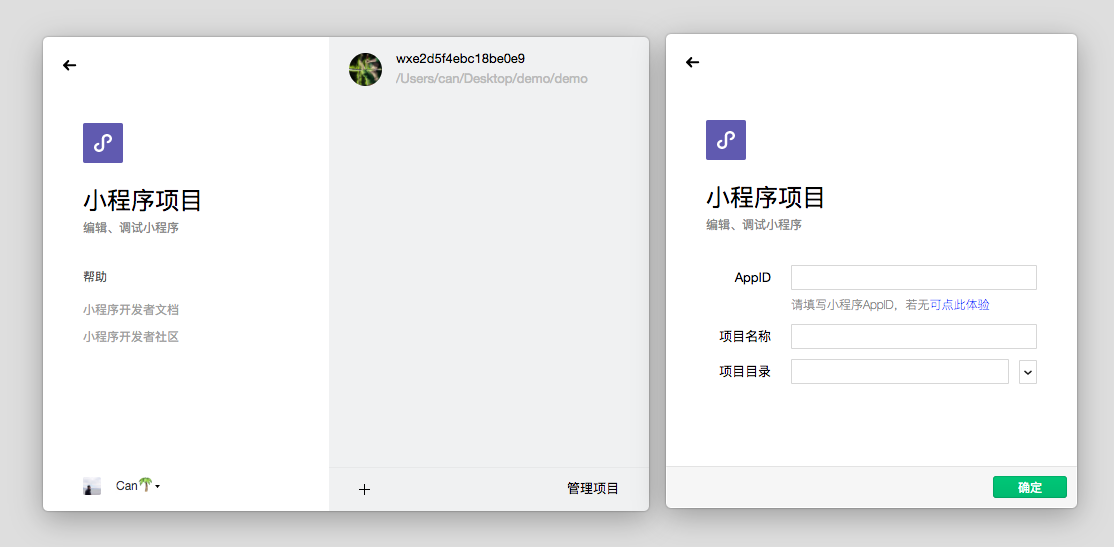 wxe2d5f4ebc18be0e9
/Users/can/Desktop/demo/demo
小程序项目
编辑、调试小程序
帮助
小程序开发者文档
小程序开发者社区
Can🌴
管理项目
小程序项目
编辑、调试小程序
AppID
请填写小程序AppID，若无可点此体验
项目名称
项目目录
确定